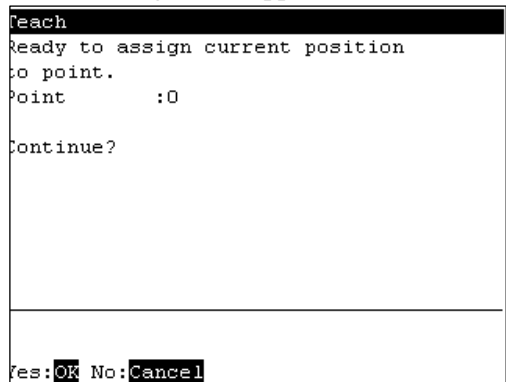 Teach
Ready to assign current position
to point.
Point :0
Continue?
Yes:OK No:Cancel